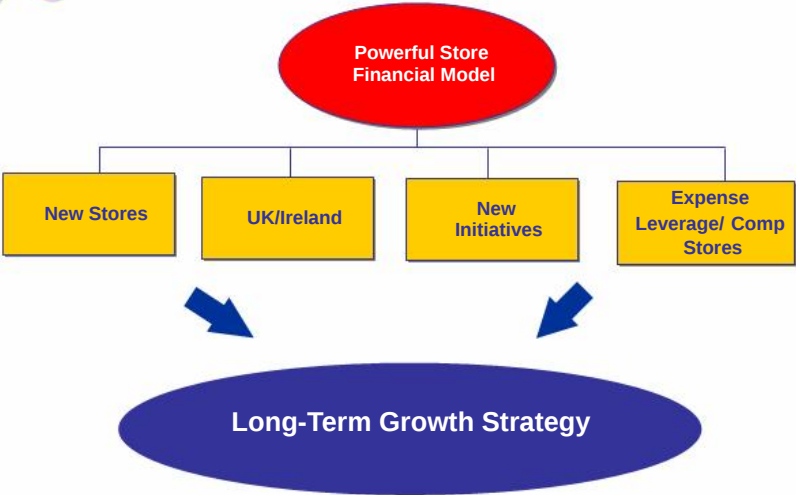 Powerful Store
Financial Model
New Stores
UK/Ireland
New
Initiatives
Expense
Leverage/ Comp
Stores
Long-Term Growth Strategy